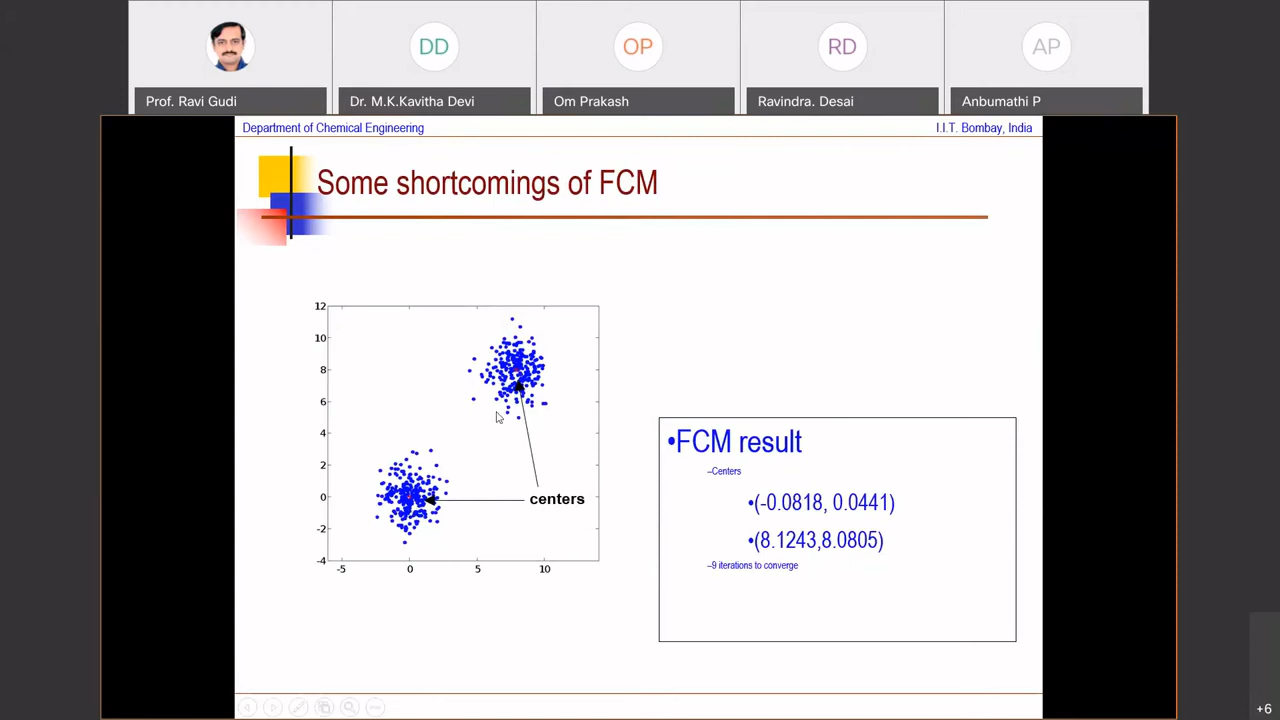 DD
OP
RD
AP
Prof. Ravi Gudi
Dr. M.K.Kavitha Devi
Om Prakash
Ravindra. Desai
Anbumathi P
Department of Chemical Engineering
I.I.T. Bombay, India
Some shortcomings of FCM
12
10
8
6
4
2
0
-2
-4
-5
0
5
10
centers
•FCM result
–Centers
•(-0.0818, 0.0441)
•(8.1243,8.0805)
–9 iterations to converge
+6